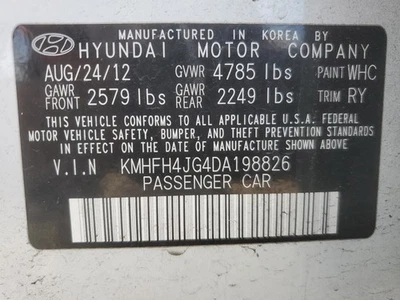 MANUFACTURED IN KOREA BY
HYUNDAI MOTOR COMPANY
AUG/24/12 GVWR 4785 lbs PAINT WHC
GAWR FRONT 2579 lbs GAWR REAR 2249 lbs TRIM RY
THIS VEHICLE CONFORMS TO ALL APPLICABLE U.S.A FEDERAL
MOTOR VEHICLE SAFETY, BUMPER, AND THEFT PREVENTION
STANDARDS IN EFFECT ON THE DATE OF MANUFACTURE SHOWN ABOVE
V.I.N KMHFH4JG4DA198826
PASSENGER CAR